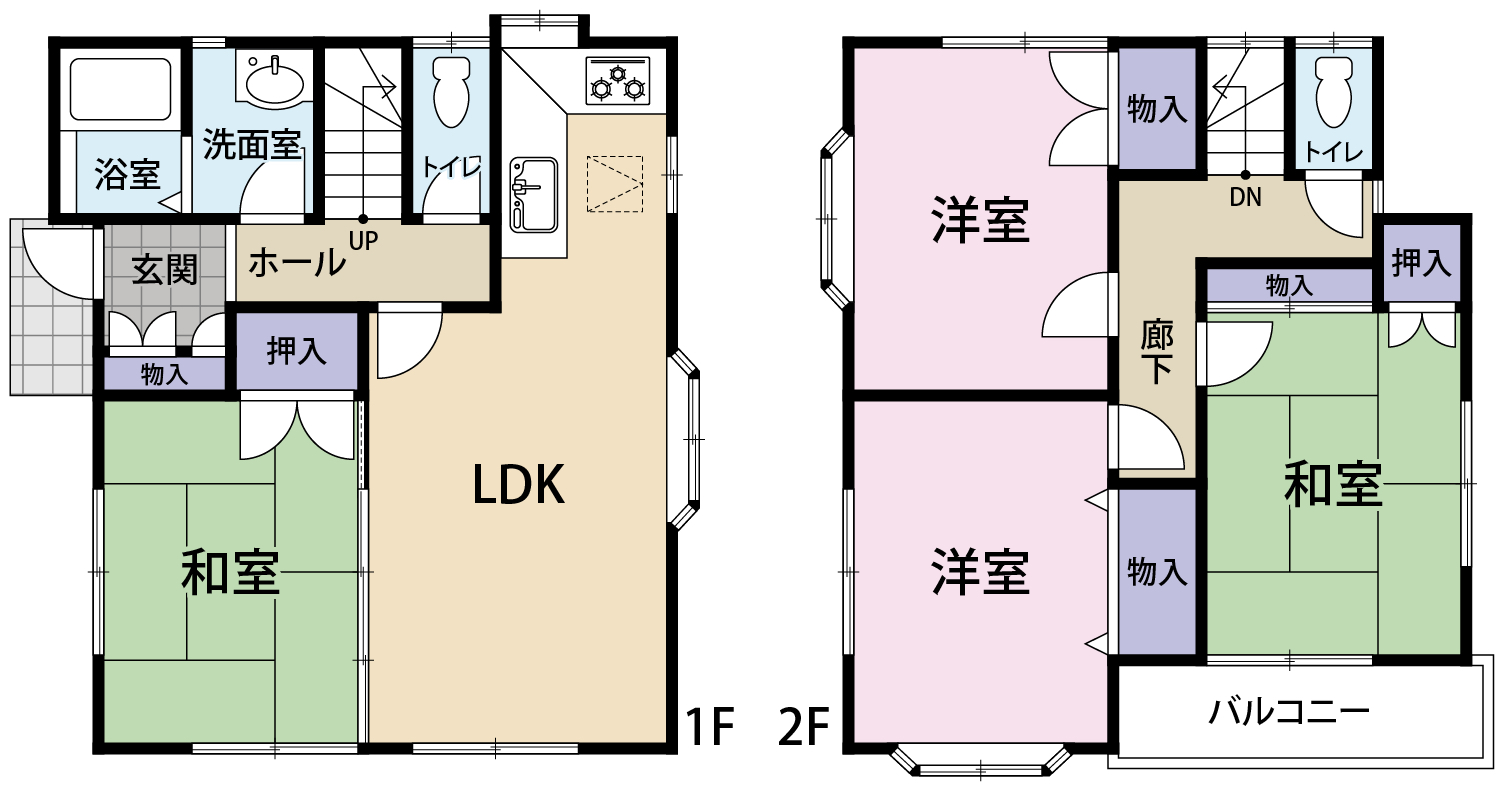 浴室
洗面室
トイレ
UP
ホール
玄関
物入
押入
和室
LDK
1F
2F
洋室
物入
DN
トイレ
押入
物入
廊下
和室
洋室
物入
バルコニー